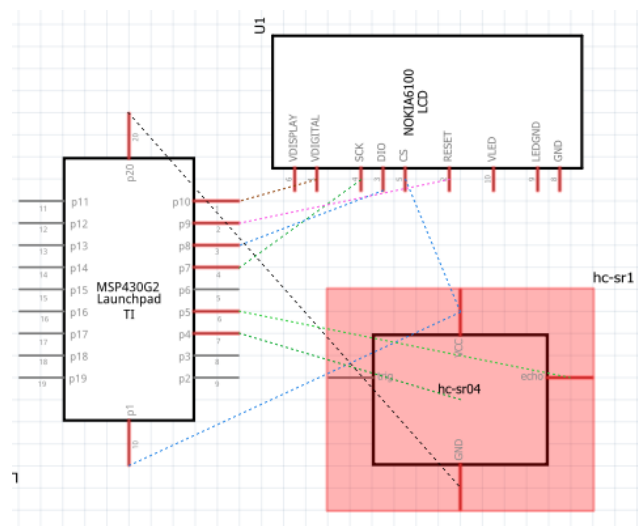 U1
NOKIA6100
LCD
VDISPLAY
VDIGITAL
SCK
DIO
CS
RESET
VLED
LEDGND
GND
6
3
5
10
9
8
20
p20
11
p11
p10
1
12
p12
p9
2
13
p13
p8
3
14
p14
p7
4
15
p15
p6
5
16
p16
p5
6
17
p17
p4
7
18
p18
p3
8
19
p19
p2
9
MSP430G2
Launchpad
TI
p1
10
hc-sr1
VCC
trig
echo
hc-sr04
GND